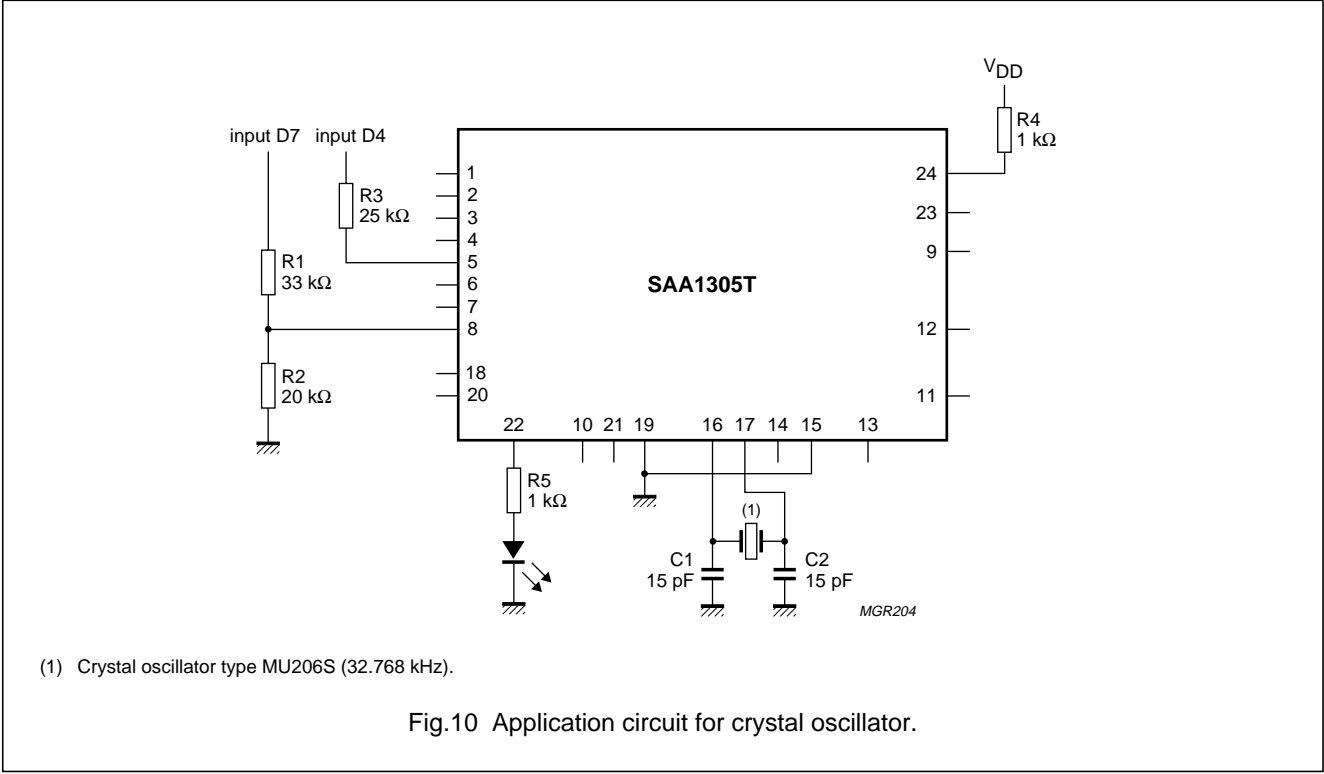 VDD
R4
1 kΩ
input D7 input D4
R3
25 kΩ
R1
33 kΩ
R2
20 kΩ
1
2
3
4
5
6
7
8
18
20
SAA1305T
24
23
9
12
11
22 10 21 19 16 17 14 15 13
R5
1 kΩ
(1)
C1
15 pF
C2
15 pF
MGR204
(1) Crystal oscillator type MU206S (32.768 kHz).
Fig.10 Application circuit for crystal oscillator.